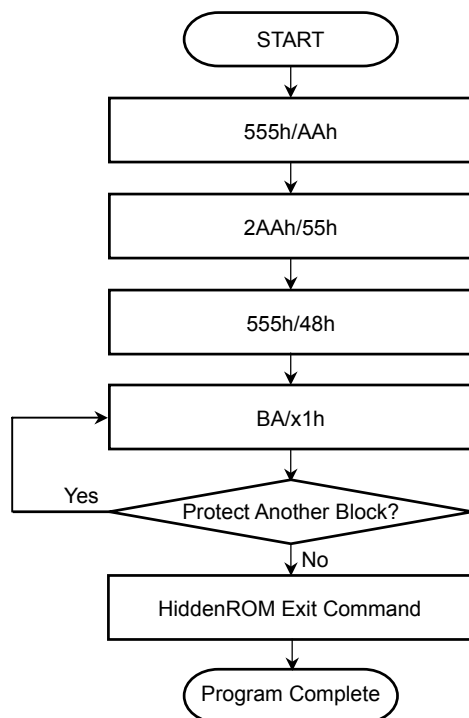 START
555h/AAh
2AAh/55h
555h/48h
BA/x1h
Yes
Protect Another Block?
No
HiddenROM Exit Command
Program Complete